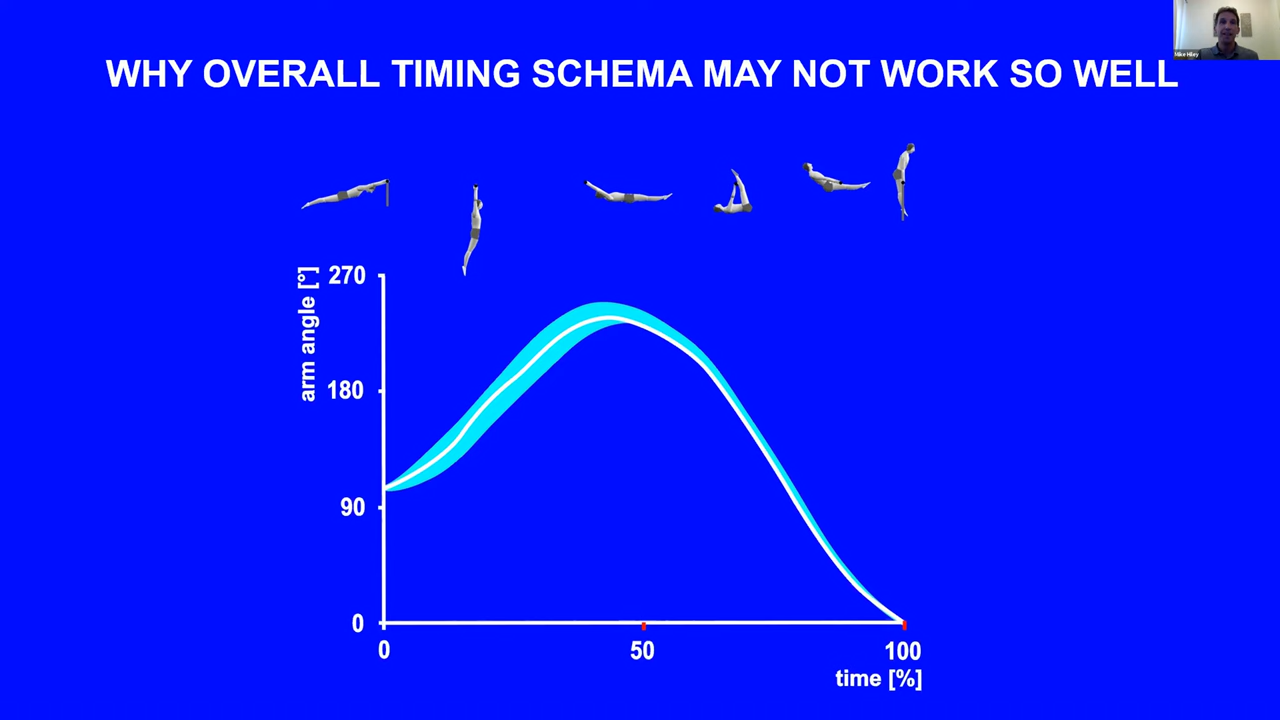 Mike Hiley
WHY OVERALL TIMING SCHEMA MAY NOT WORK SO WELL
arm angle [°]
270
180
90
0
0
50
100
time [%]